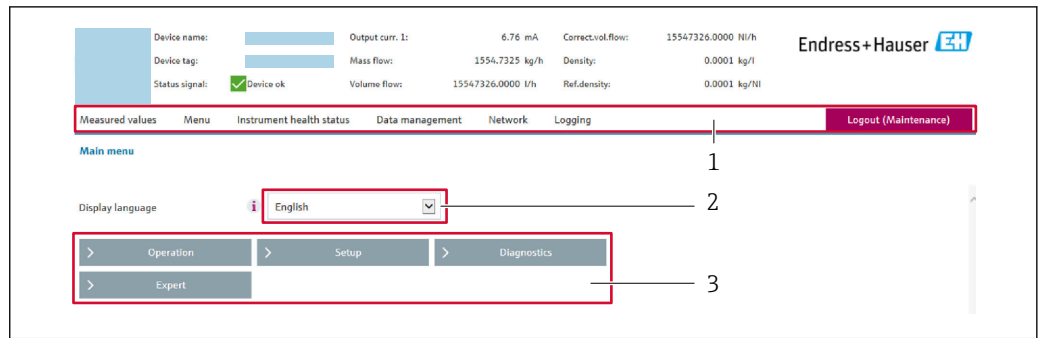 Device name: Output curr. 1: 6.76 mA Correct.vol.flow: 15547326.0000 Nl/h
Endress+Hauser EH
Device tag: Mass flow: 1554.7325 kg/h Density: 0.0001 kg/l
Status signal: Device ok Volume flow: 15547326.0000 l/h Ref.density: 0.0001 kg/Nl
Measured values Menu Instrument health status Data management Network Logging Logout (Maintenance)
1
Main menu
Display language i English 2
> Operation > Setup > Diagnostics
> Expert 3